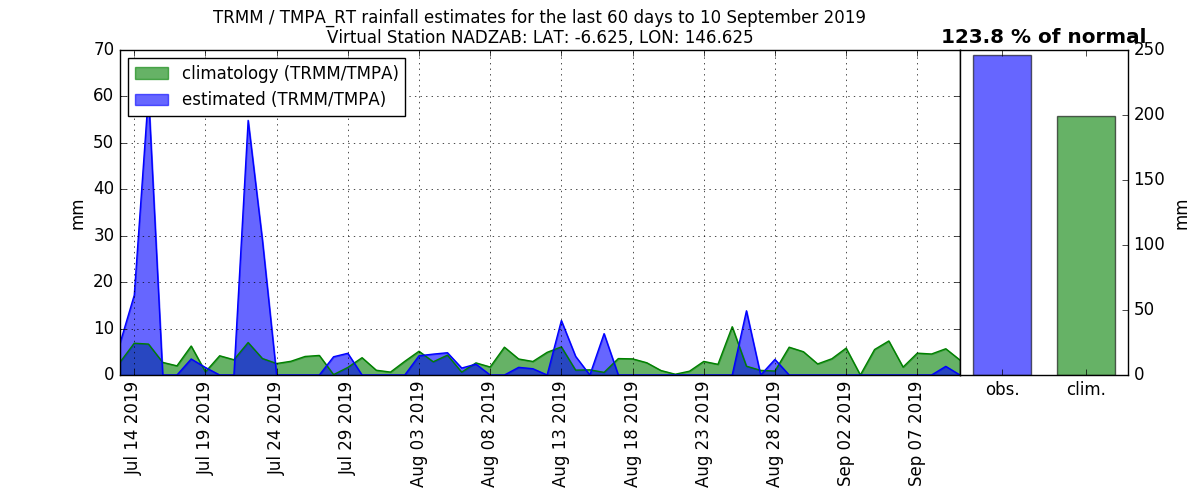 TRMM / TMPA_RT rainfall estimates for the last 60 days to 10 September 2019
Virtual Station NADZAB: LAT: -6.625, LON: 146.625
123.8 % of normal
climatology (TRMM/TMPA)
estimated (TRMM/TMPA)
70
60
50
40
30
20
10
0
mm
250
200
150
100
50
0
mm
Jul 14 2019
Jul 19 2019
Jul 24 2019
Jul 29 2019
Aug 03 2019
Aug 08 2019
Aug 13 2019
Aug 18 2019
Aug 23 2019
Aug 28 2019
Sep 02 2019
Sep 07 2019
obs.
clim.